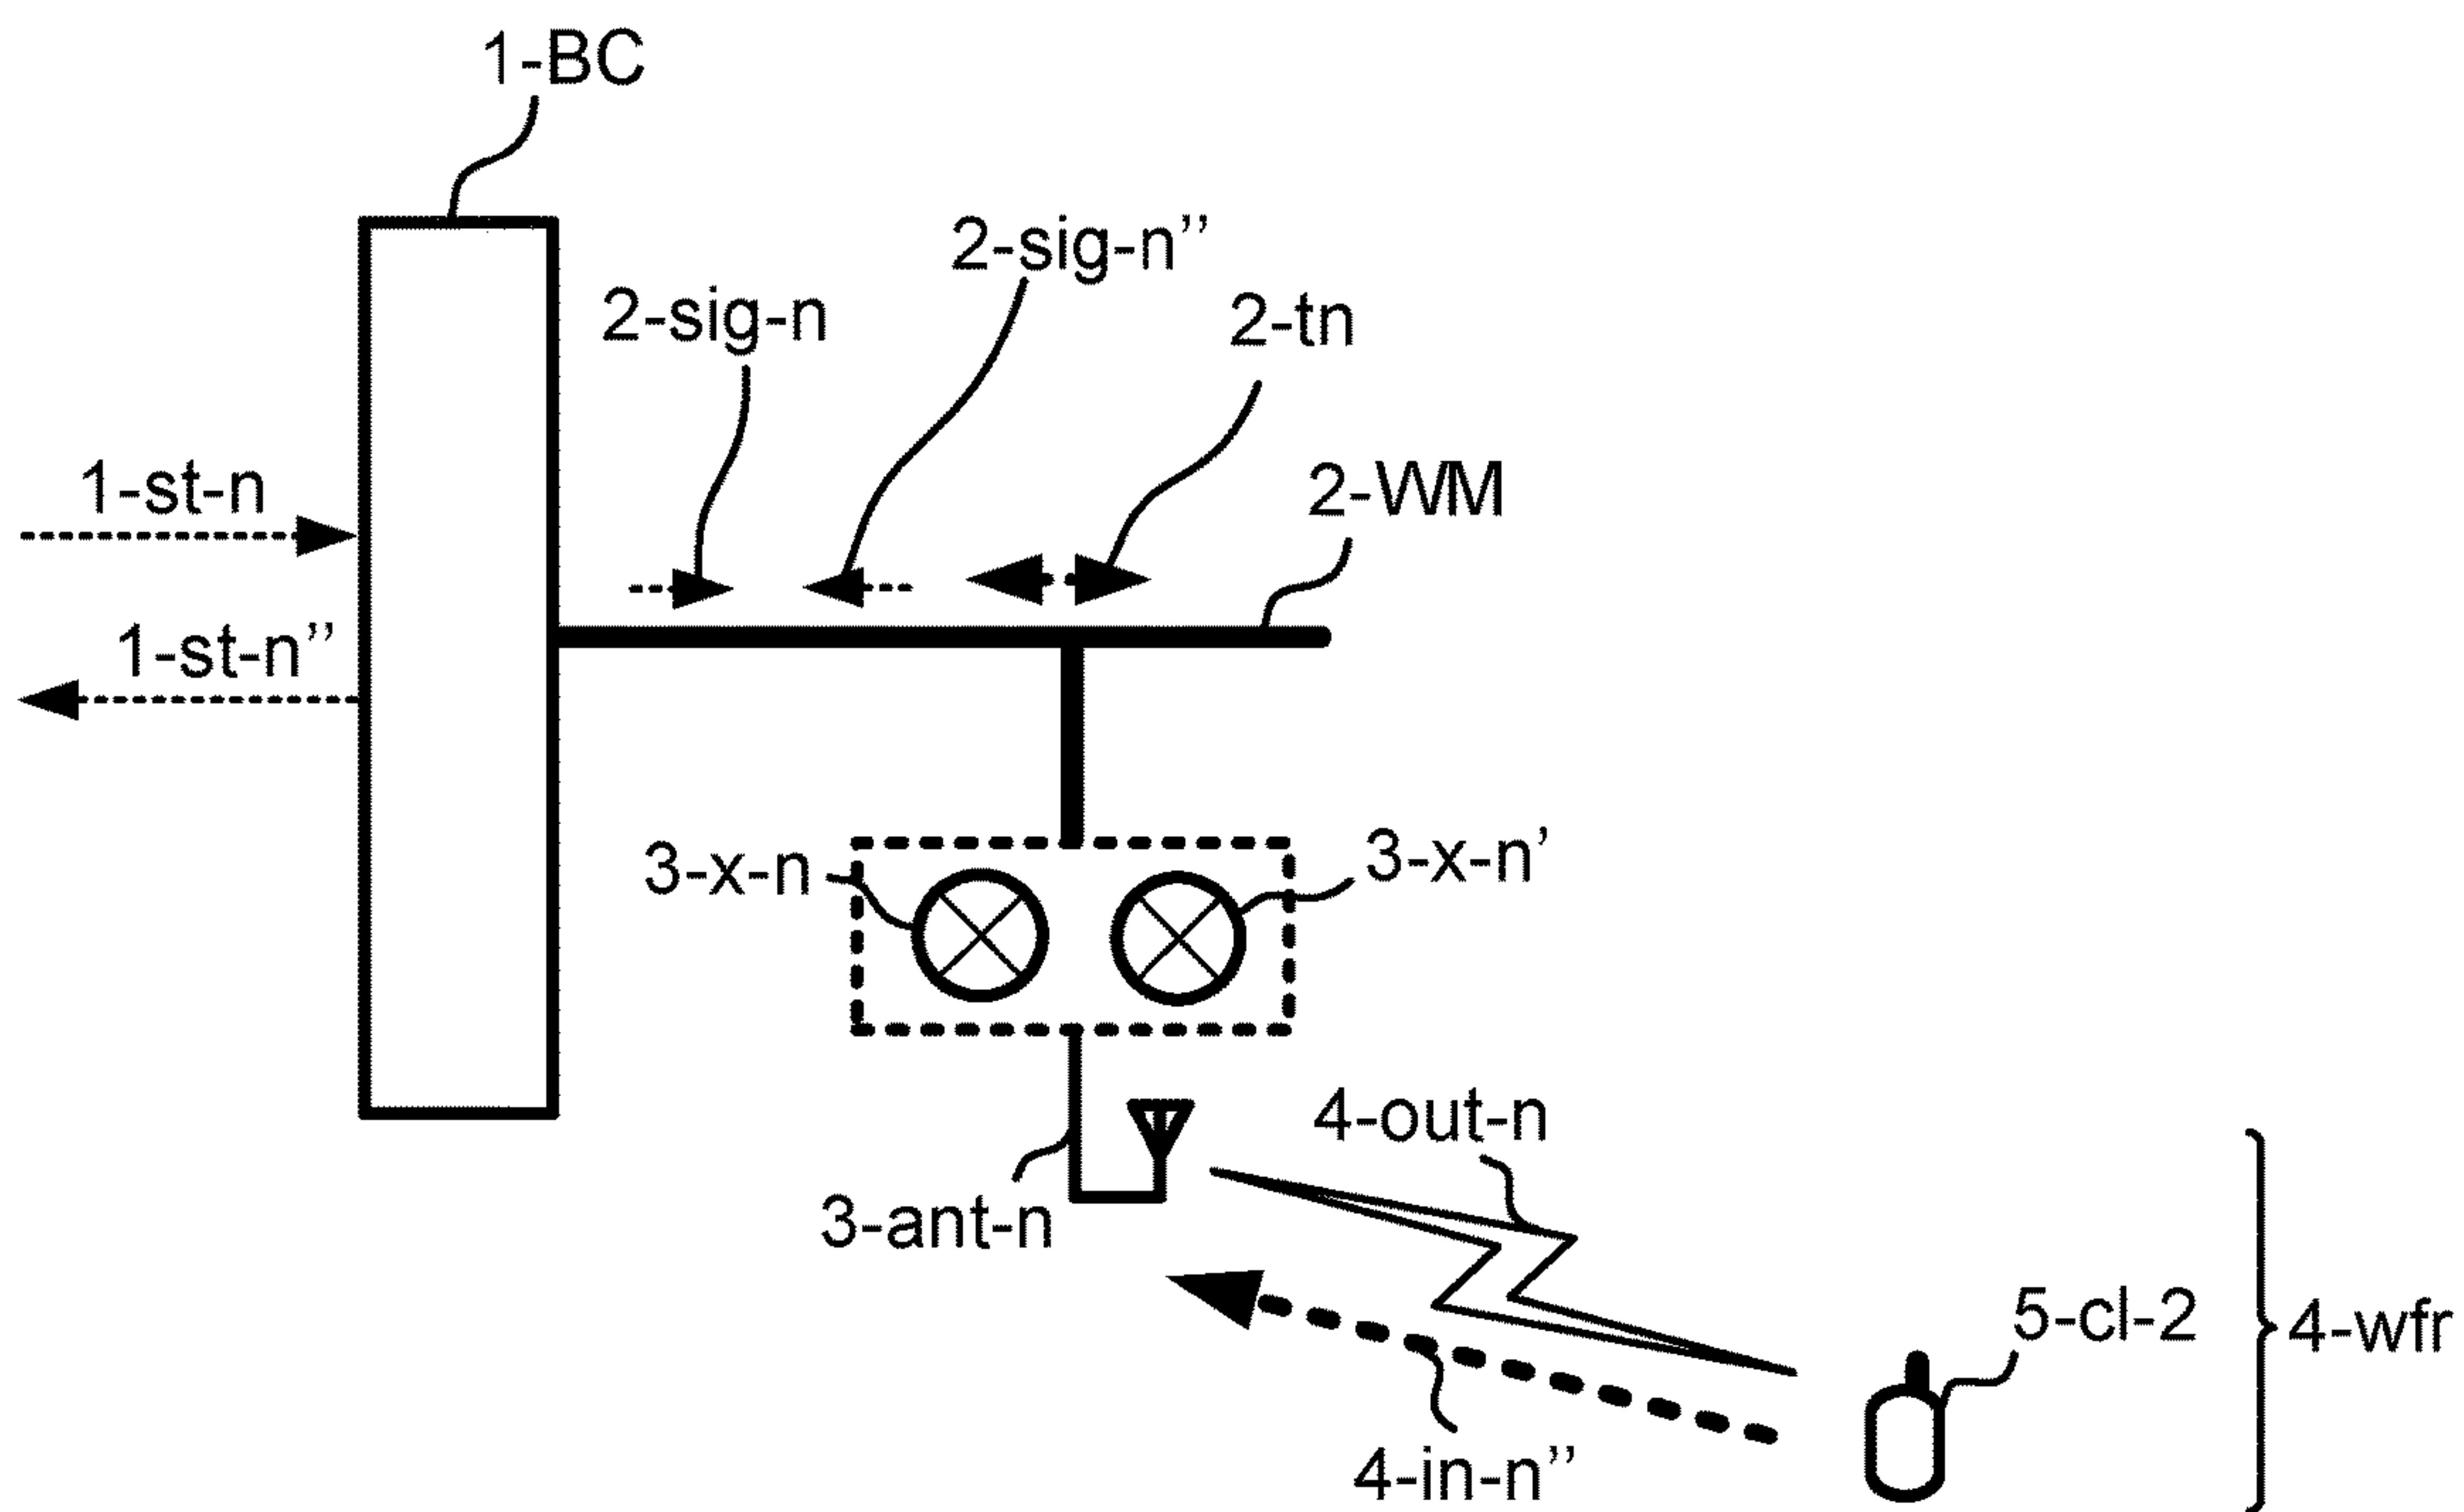 1-BC
2-sig-n’’
2-sig-n
2-tn
1-st-n
2-WM
1-st-n’’
3-x-n
3-x-n’
4-out-n
3-ant-n
5-cl-2
4-wfr
4-in-n’’